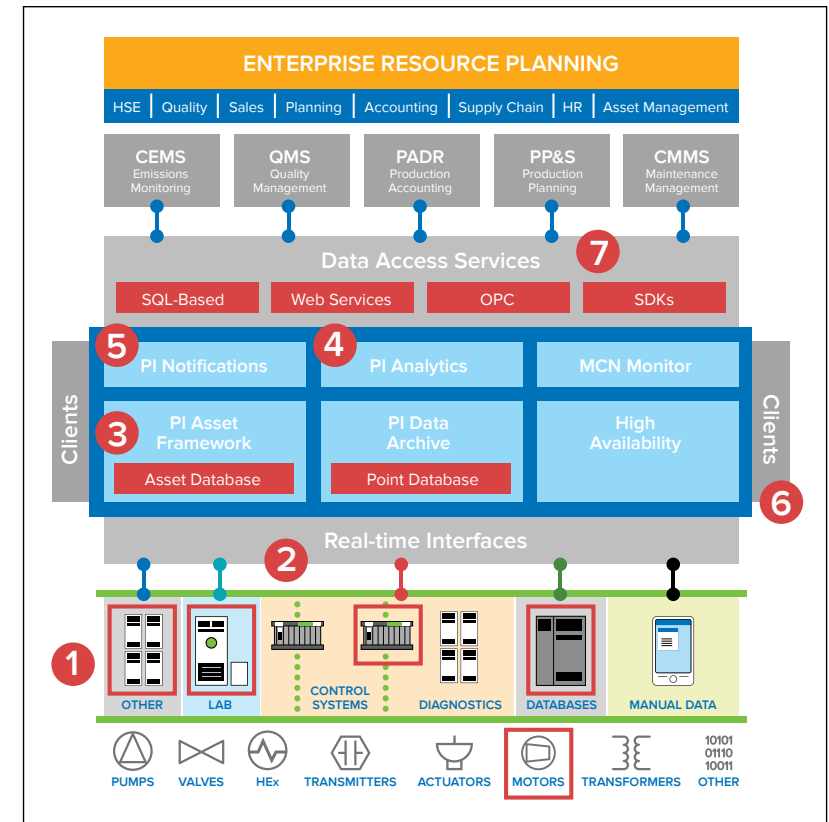 ENTERPRISE RESOURCE PLANNING
HSE Quality Sales Planning Accounting Supply Chain HR Asset Management
CEMS
Emissions
Monitoring
QMS
Quality
Management
PADR
Production
Accounting
PP&S
Production
Planning
CMMS
Maintenance
Management
Data Access Services
7
SQL-Based
Web Services
OPC
SDKs
Clients
5
PI Notifications
4
PI Analytics
MCN Monitor
3
PI Asset
Framework
Asset Database
PI Data
Archive
Point Database
High
Availability
Clients
6
Real-time Interfaces
2
1
OTHER
LAB
CONTROL
SYSTEMS
DIAGNOSTICS
DATABASES
MANUAL DATA
10101
01110
10011
PUMPS
VALVES
HEx
TRANSMITTERS
ACTUATORS
MOTORS
TRANSFORMERS
OTHER